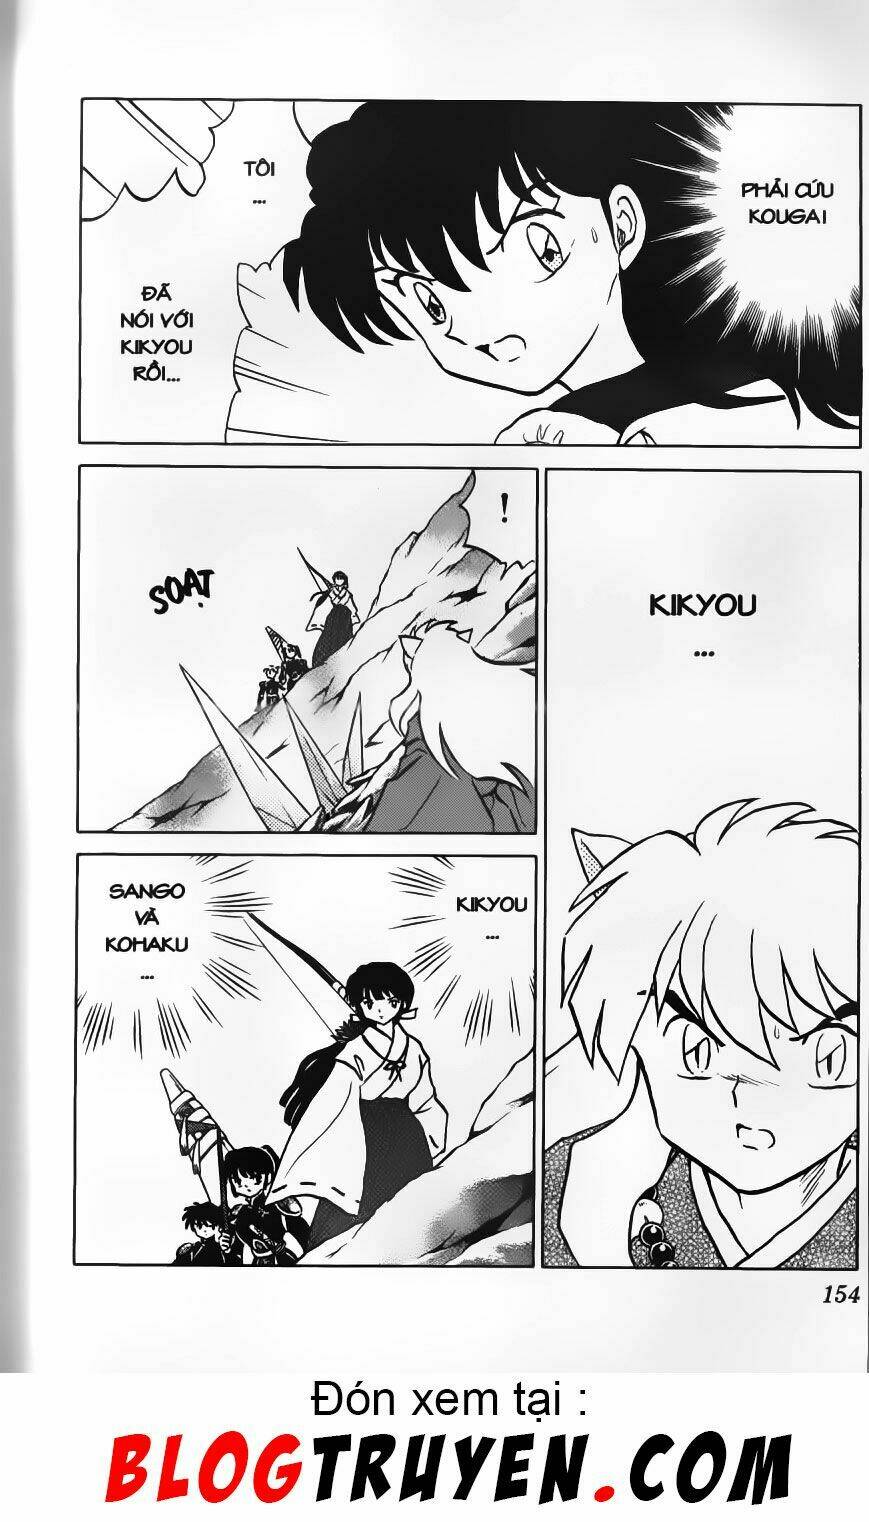 PHẢI CỨU
KOUGAI
TÔI
...
ĐÃ
NÓI VỚI
KIKYOU
RỒI...
KIKYOU
...
!
SOẠT
KIKYOU
...
SANGO
VÀ
KOHAKU
...
154
Đón xem tại :
BLOGTRUYEN.COM